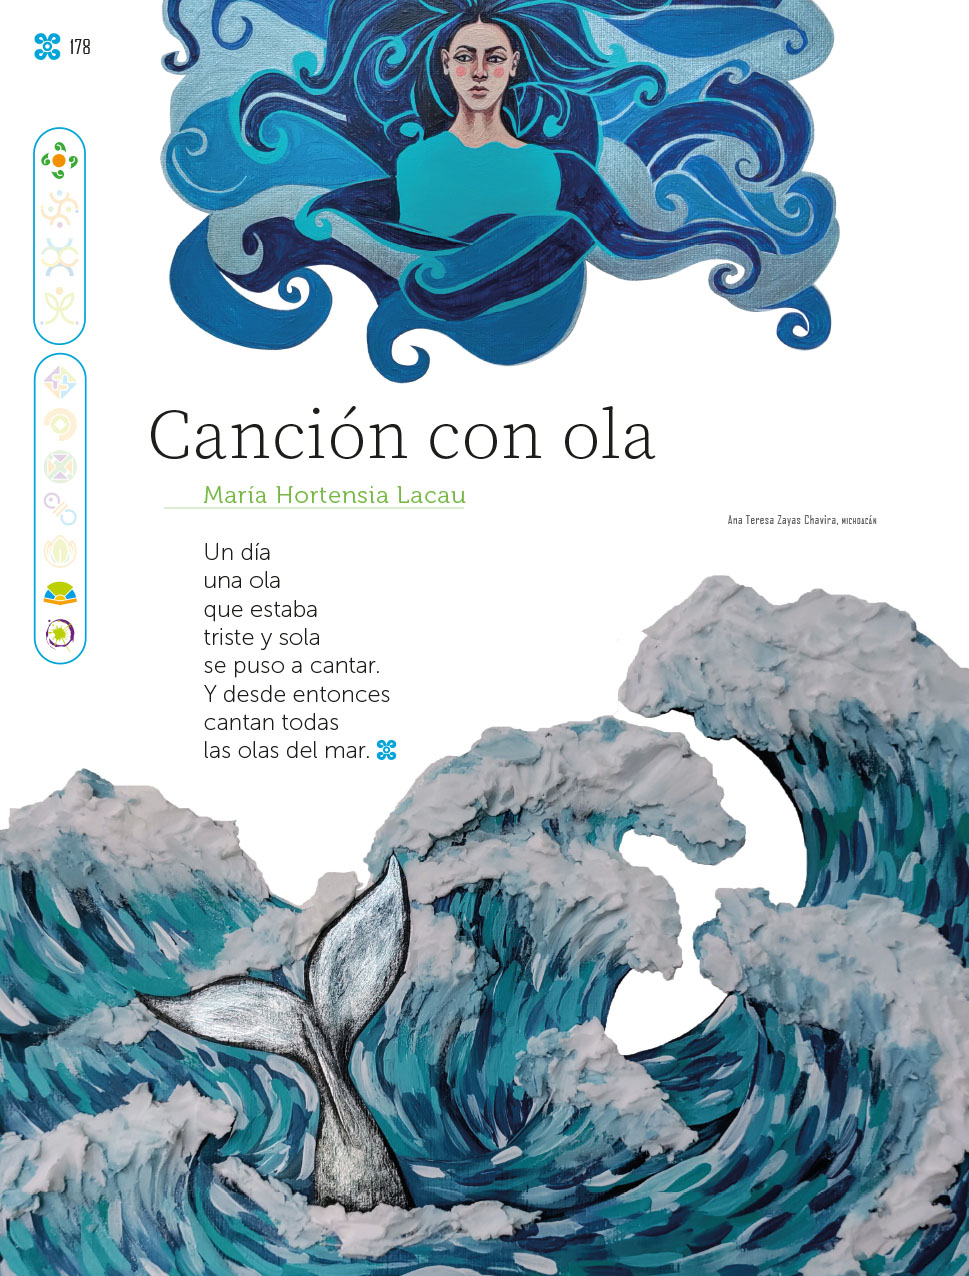 178
Canción con ola
María Hortensia Lacau
Ana Teresa Zayas Chavira, MICHOACÁN
Un día
una ola
que estaba
triste y sola
se puso a cantar.
Y desde entonces
cantan todas
las olas del mar.